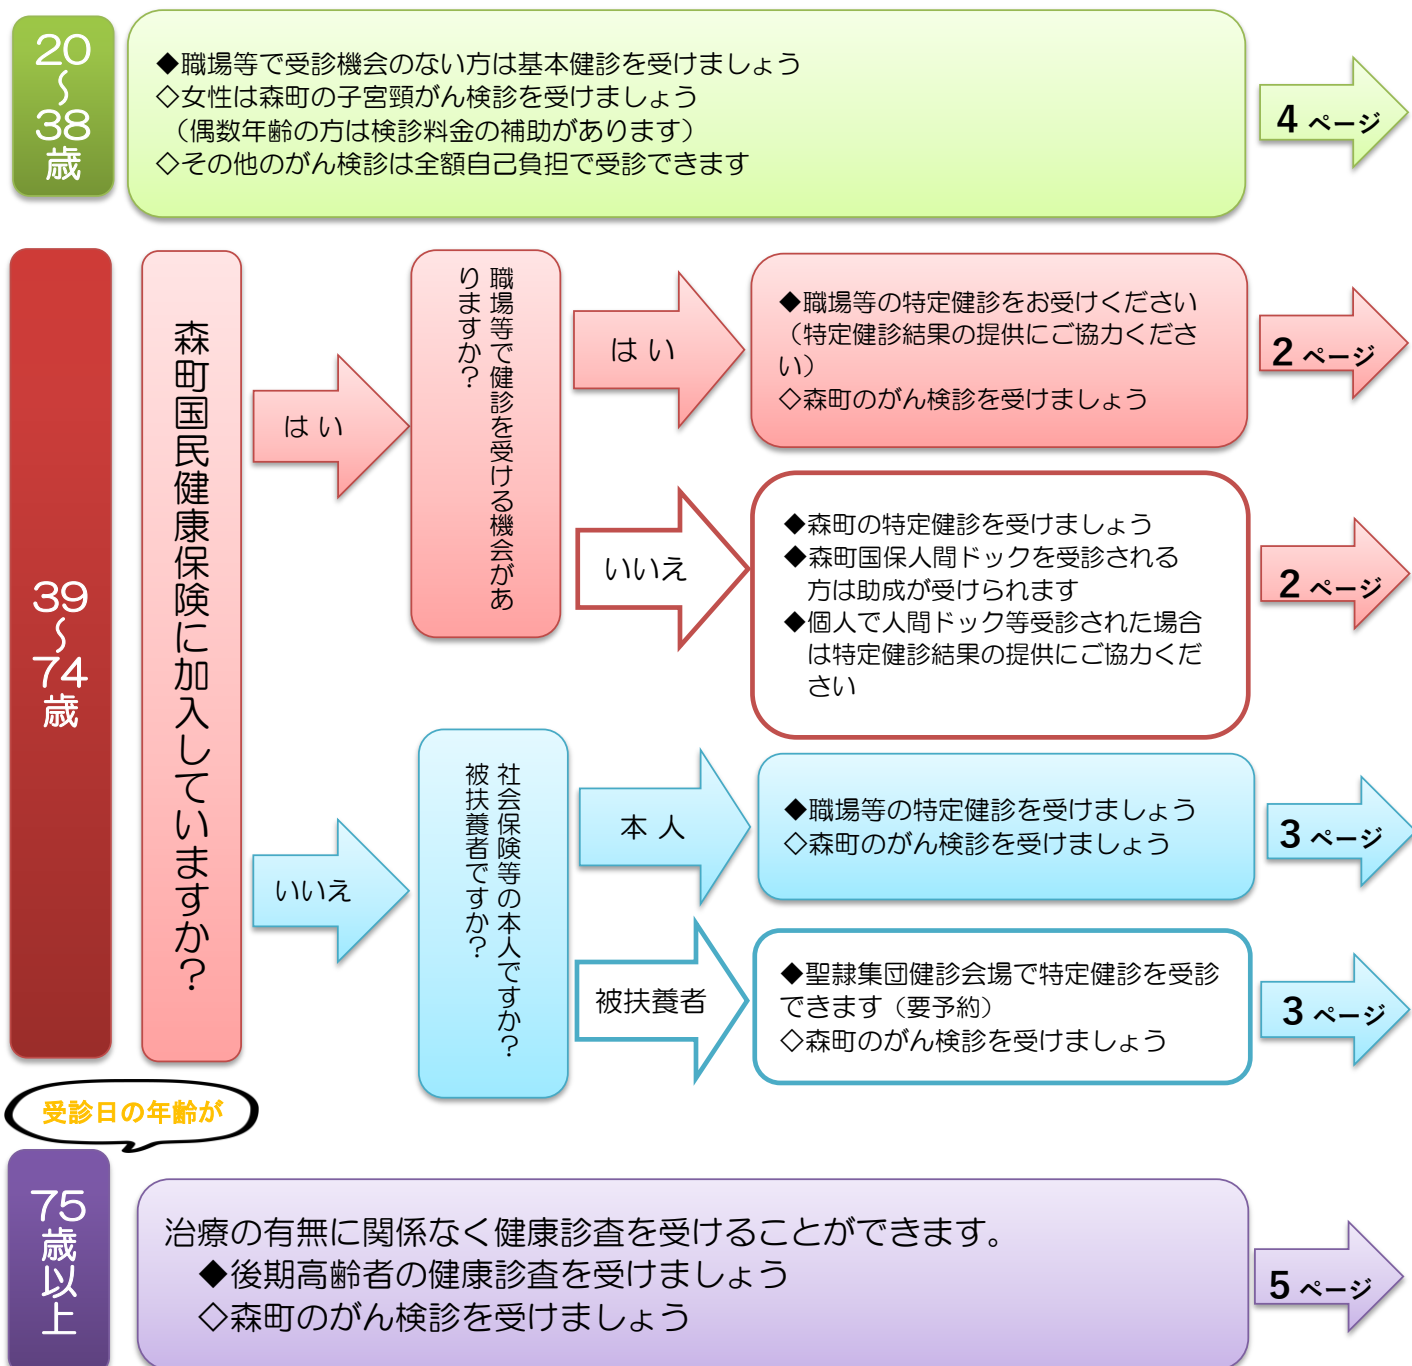 20～38歳
◆職場等で受診機会のない方は基本健診を受けましょう
◇女性は森町の子宮頸がん検診を受けましょう
（偶数年齢の方は検診料金の補助があります）
◇その他のがん検診は全額自己負担で受診できます
4 ページ
39～74歳
森町国民健康保険に加入していますか？
はい
職場等で健診を受ける機会があ
りますか？
はい
◆職場等の特定健診をお受けください
（特定健診結果の提供にご協力くださ
い）
◇森町のがん検診を受けましょう
2 ページ
いいえ
◆森町の特定健診を受けましょう
◆森町国保人間ドックを受診される
方は助成が受けられます
◆個人で人間ドック等受診された場合
は特定健診結果の提供にご協力くだ
さい
2 ページ
いいえ
社会保険等の本人ですか？
被扶養者ですか？
本人
◆職場等の特定健診を受けましょう
◇森町のがん検診を受けましょう
3 ページ
被扶養者
◆聖隷集団健診会場で特定健診を受診
できます（要予約）
◇森町のがん検診を受けましょう
3 ページ
受診日の年齢が
75歳以上
治療の有無に関係なく健康診査を受けることができます。
◆後期高齢者の健康診査を受けましょう
◇森町のがん検診を受けましょう
5 ページ